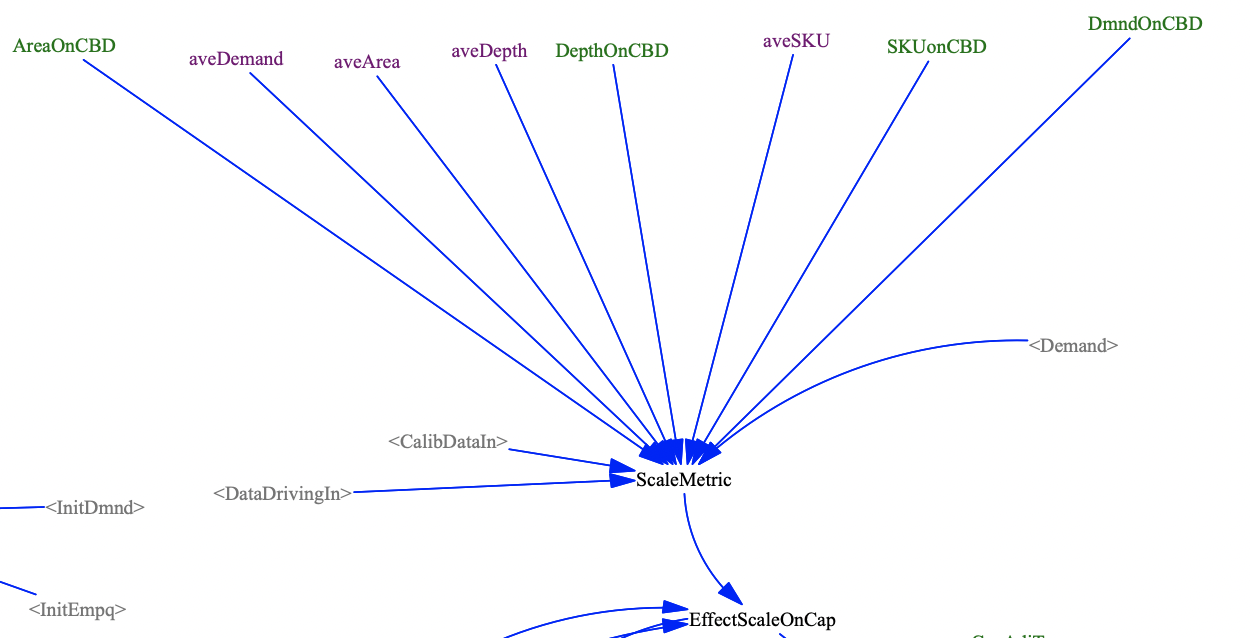 DmndOnCBD
AreaOnCBD
aveDemand
aveArea
aveDepth
DepthOnCBD
aveSKU
SKUonCBD
<Demand>
<CalibDataIn>
ScaleMetric
<DataDrivingIn>
<InitDmnd>
<InitEmpq>
EffectScaleOnCap